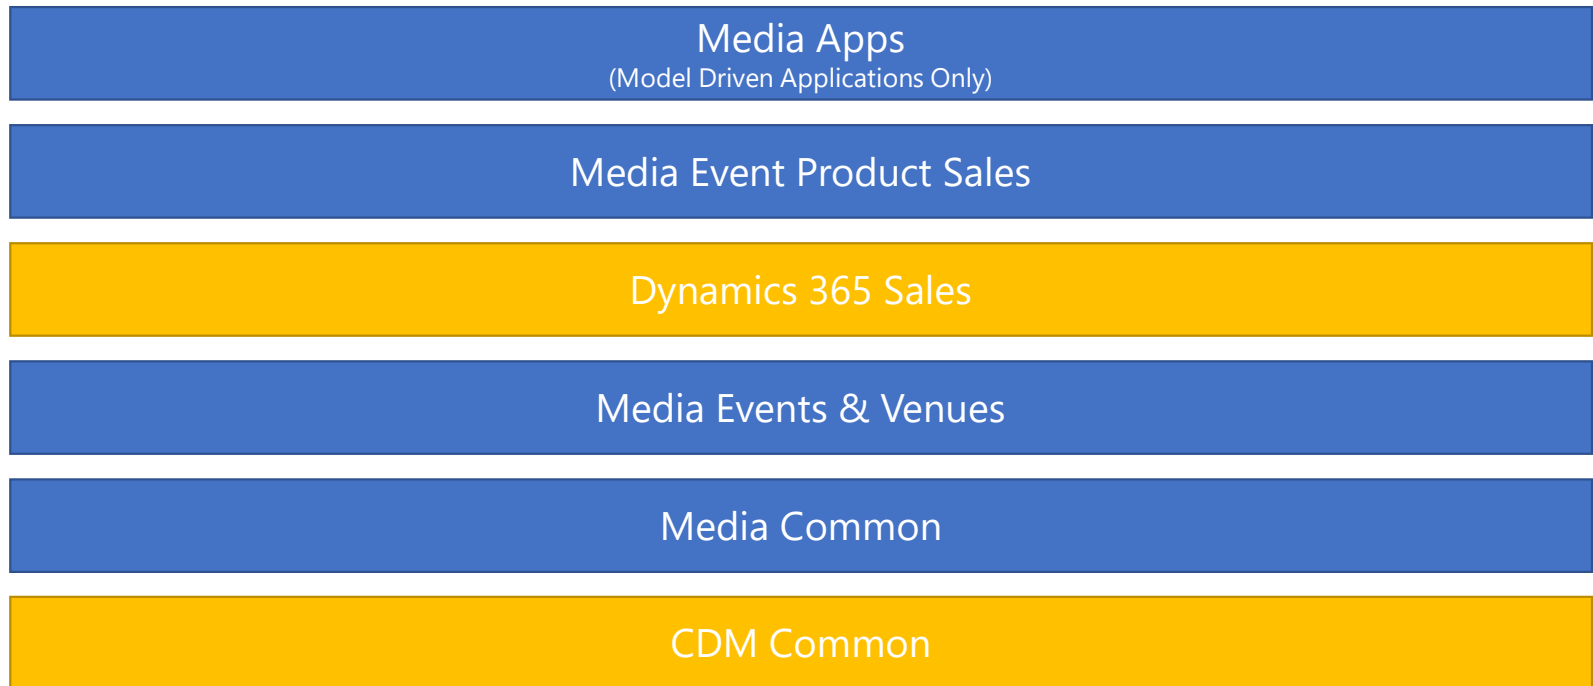 Media Apps
(Model Driven Applications Only)
Media Event Product Sales
Dynamics 365 Sales
Media Events & Venues
Media Common
CDM Common